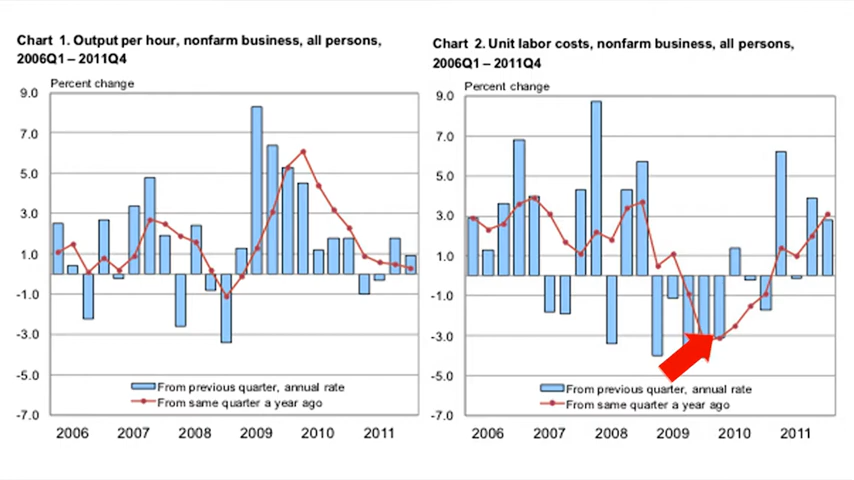 Chart 1. Output per hour, nonfarm business, all persons,
2006Q1 – 2011Q4
Percent change
9.0
7.0
5.0
3.0
1.0
-1.0
-3.0
-5.0
-7.0
From previous quarter, annual rate
From same quarter a year ago
2006 2007 2008 2009 2010 2011
Chart 2. Unit labor costs, nonfarm business, all persons,
2006Q1 – 2011Q4
Percent change
9.0
7.0
5.0
3.0
1.0
-1.0
-3.0
-5.0
-7.0
From previous quarter, annual rate
From same quarter a year ago
2006 2007 2008 2009 2010 2011